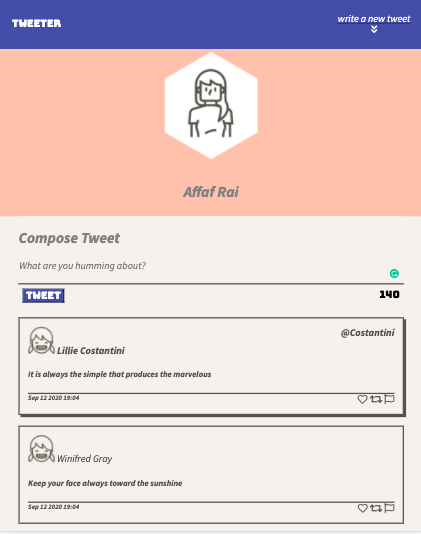 TWEETER
write a new tweet
Affaf Rai
Compose Tweet
What are you humming about?
TWEET
140
@Costantini
Lillie Costantini
It is always the simple that produces the marvelous
Sep 12 2020 19:04
Winifred Gray
Keep your face always toward the sunshine
Sep 12 2020 19:04